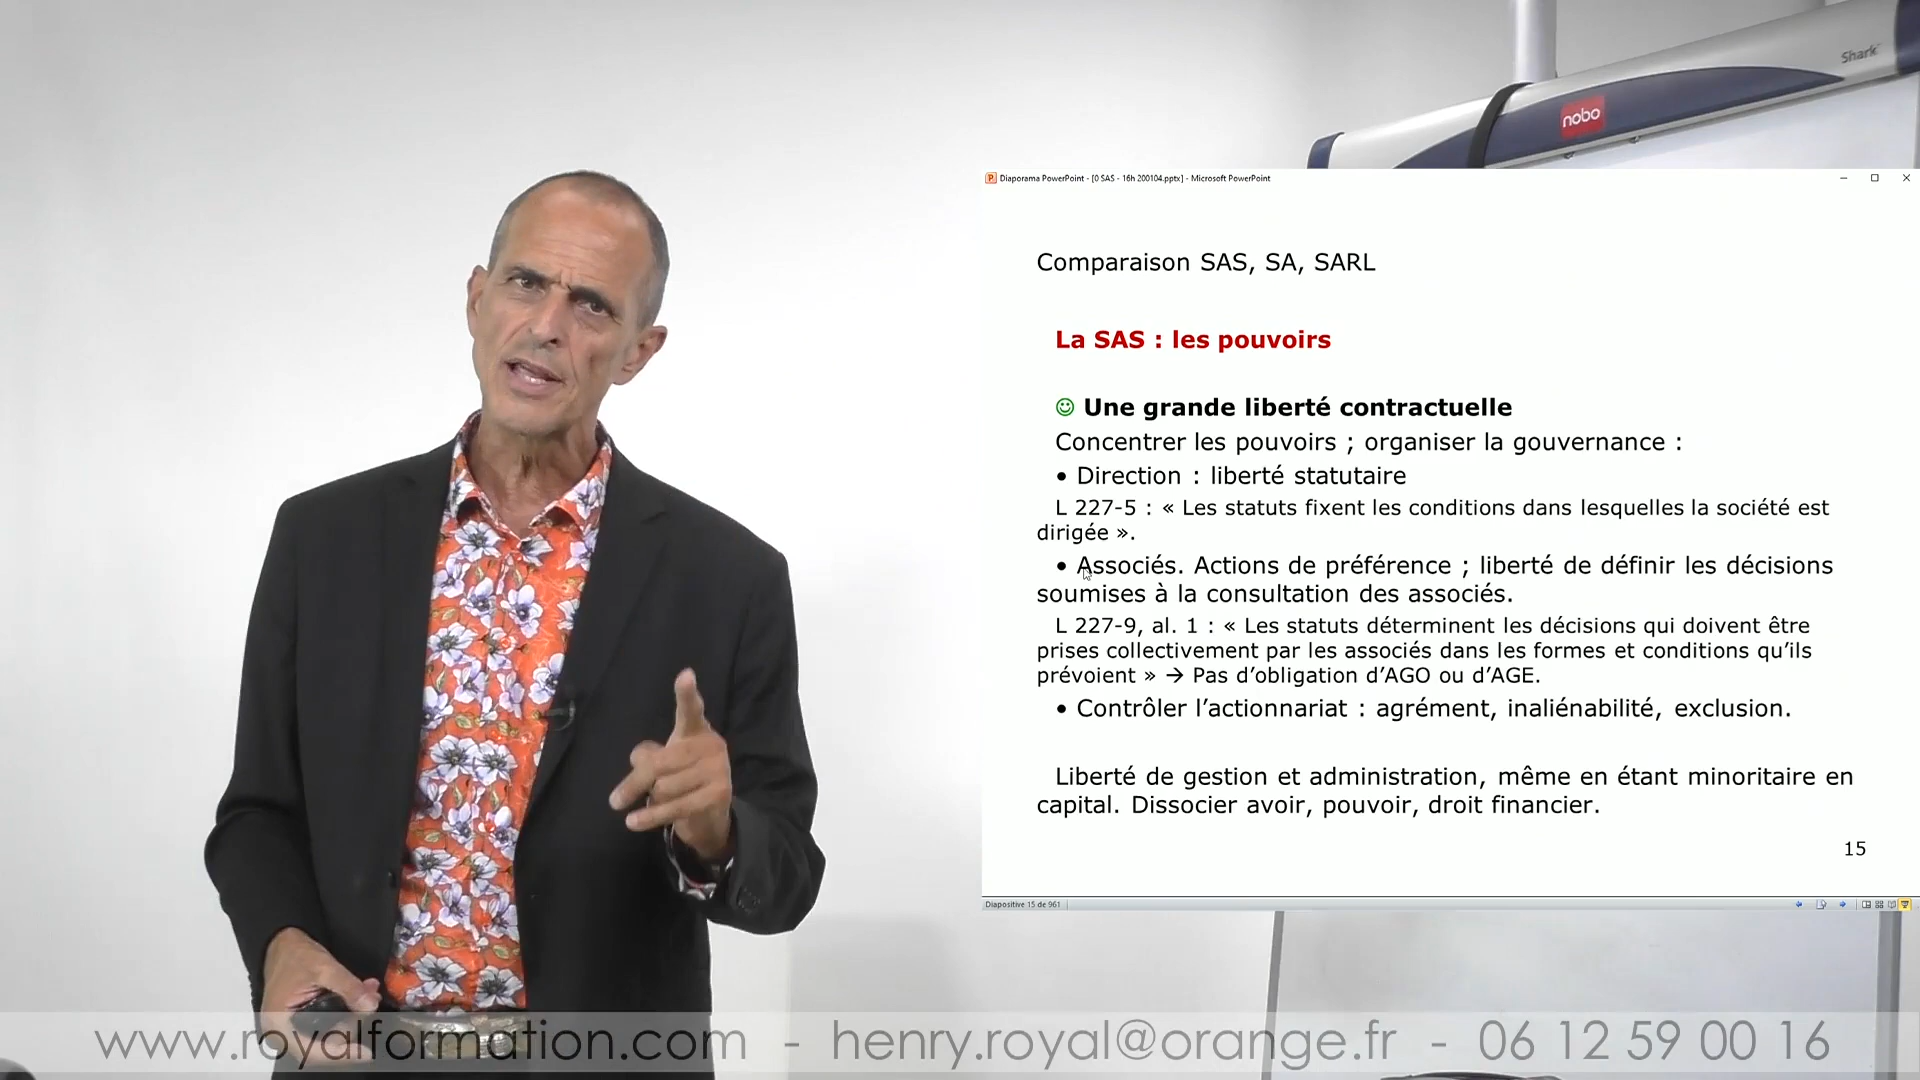 Shark
nobo
Diaporama PowerPoint - [0 SAS - 16h 200104.pptx] - Microsoft PowerPoint
Comparaison SAS, SA, SARL
La SAS : les pouvoirs
☺ Une grande liberté contractuelle
Concentrer les pouvoirs ; organiser la gouvernance :
• Direction : liberté statutaire
L 227-5 : « Les statuts fixent les conditions dans lesquelles la société est
dirigée ».
• Associés. Actions de préférence ; liberté de définir les décisions
soumises à la consultation des associés.
L 227-9, al. 1 : « Les statuts déterminent les décisions qui doivent être
prises collectivement par les associés dans les formes et conditions qu’ils
prévoient » → Pas d’obligation d’AGO ou d’AGE.
• Contrôler l’actionnariat : agrément, inaliénabilité, exclusion.
Liberté de gestion et administration, même en étant minoritaire en
capital. Dissocier avoir, pouvoir, droit financier.
15
Diapositive 15 de 961
www.royalformation.com - henry.royal@orange.fr - 06 12 59 00 16